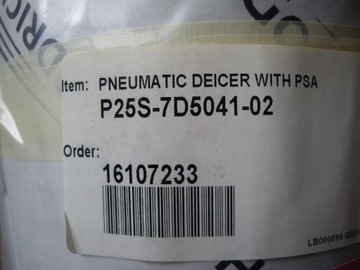 Item: PNEUMATIC DEICER WITH PSA
P25S-7D5041-02
Order:
16107233